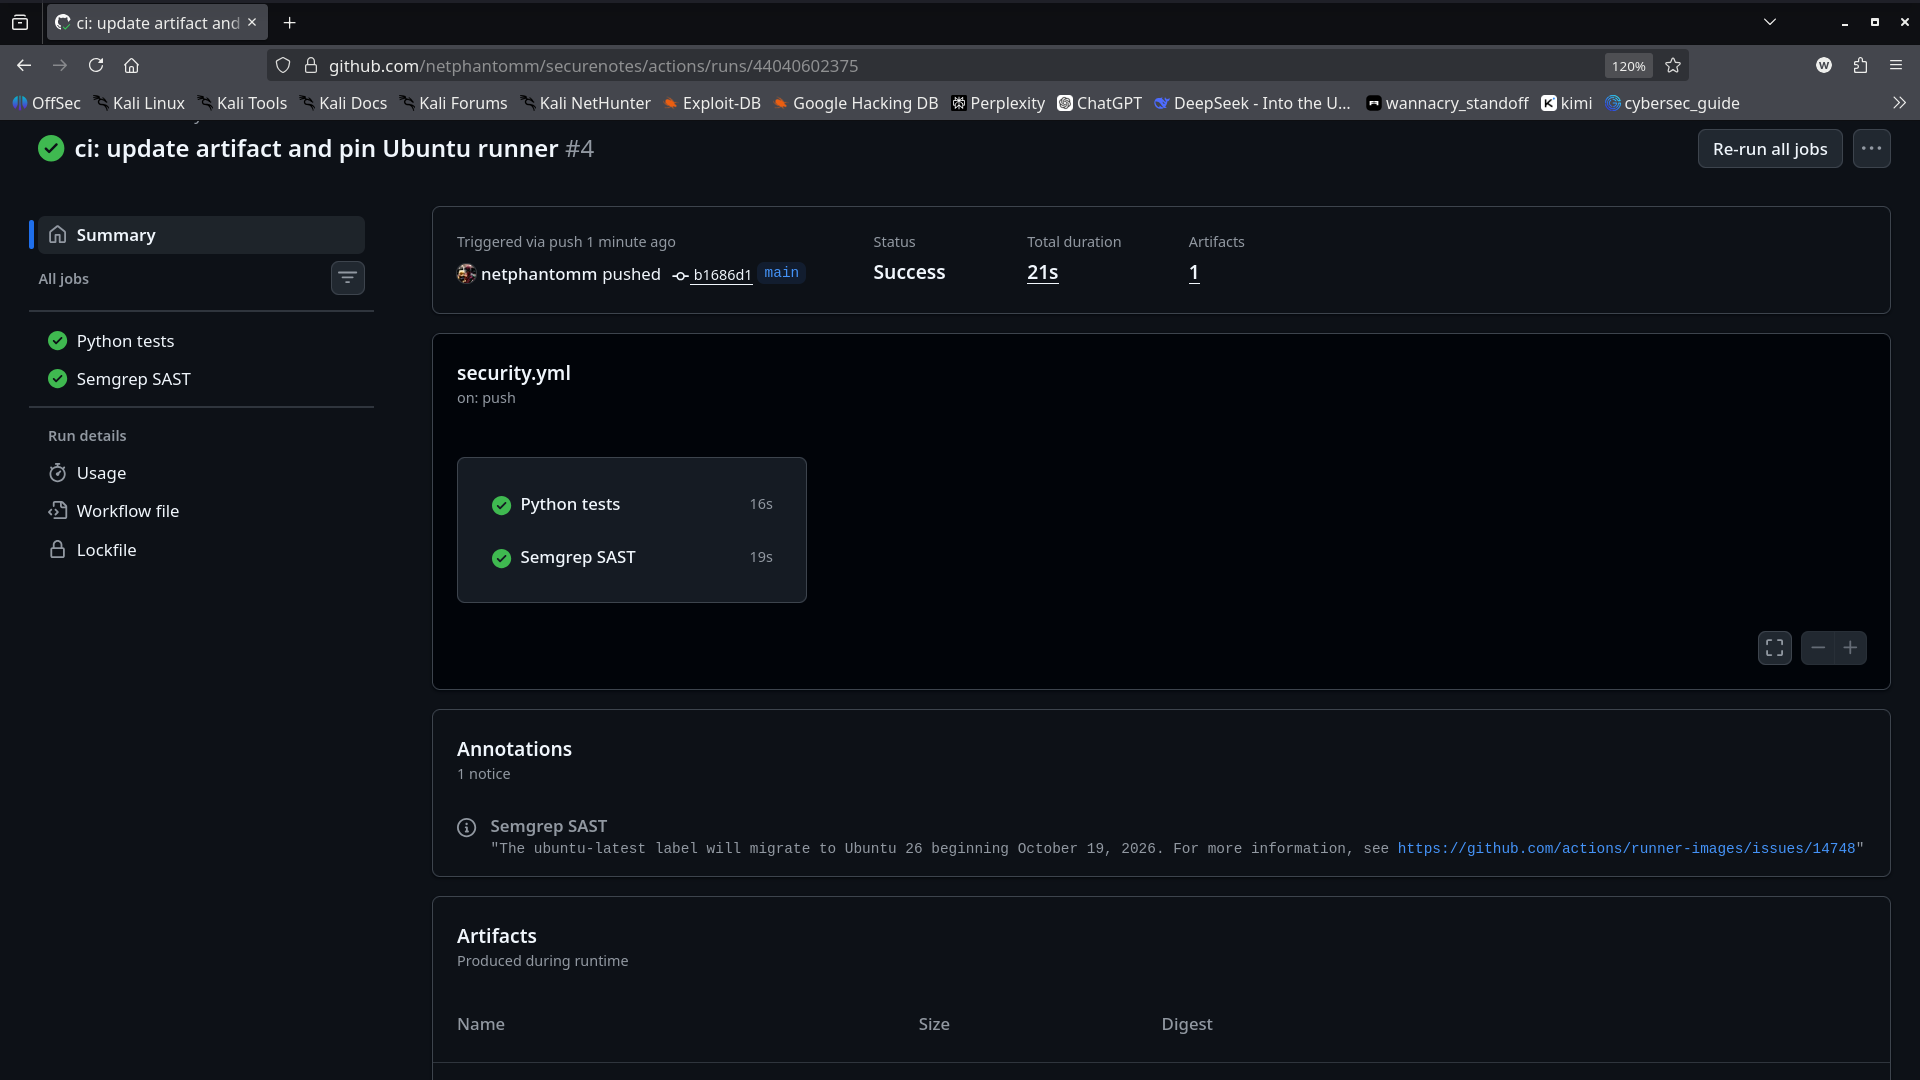 ci: update artifact and
github.com/netphantomm/securenotes/actions/runs/44040602375
120%
W
OffSec
Kali Linux
Kali Tools
Kali Docs
Kali Forums
Kali NetHunter
Exploit-DB
Google Hacking DB
Perplexity
ChatGPT
DeepSeek - Into the U...
wannacry_standoff
kimi
cybersec_guide
ci: update artifact and pin Ubuntu runner #4
Re-run all jobs
Summary
All jobs
Python tests
Semgrep SAST
Run details
Usage
Workflow file
Lockfile
Triggered via push 1 minute ago
netphantomm pushed b1686d1 main
Status
Success
Total duration
21s
Artifacts
1
security.yml
on: push
Python tests 16s
Semgrep SAST 19s
Annotations
1 notice
Semgrep SAST
"The ubuntu-latest label will migrate to Ubuntu 26 beginning October 19, 2026. For more information, see https://github.com/actions/runner-images/issues/14748"
Artifacts
Produced during runtime
Name Size Digest